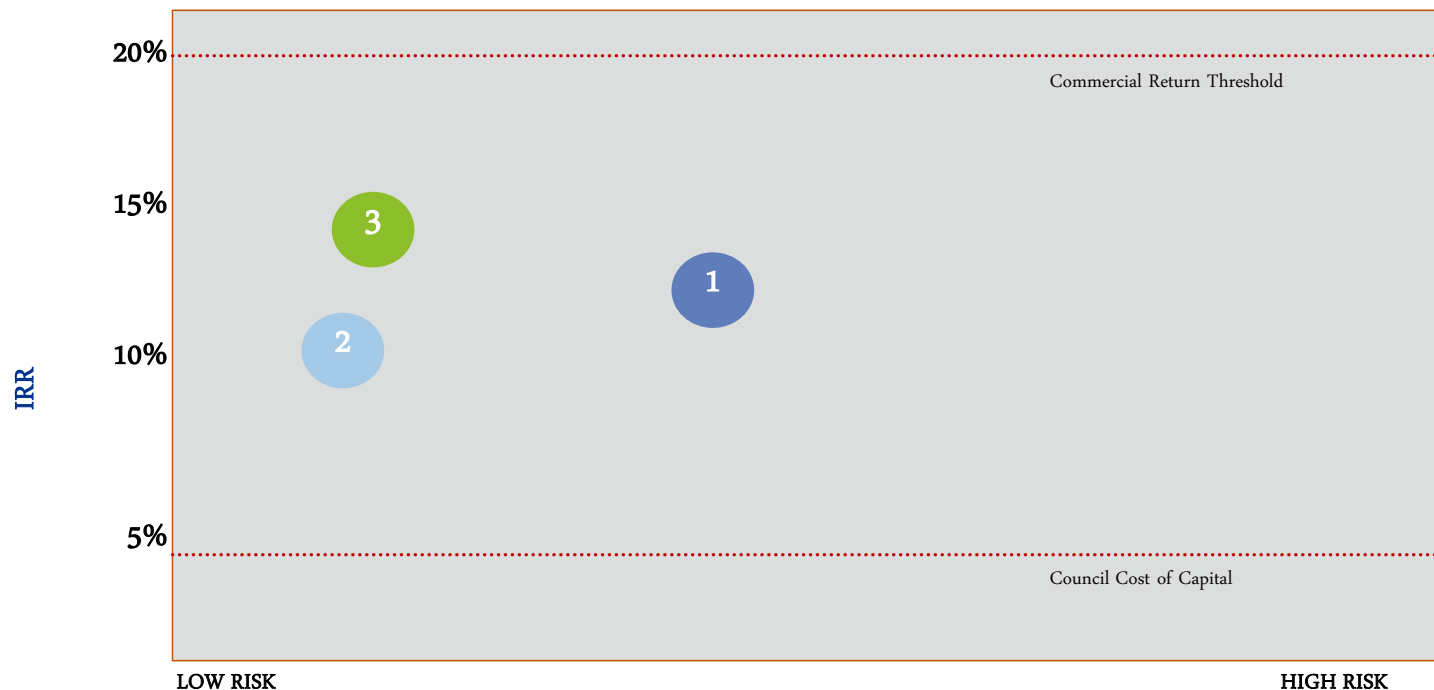 20%
Commercial Return Threshold
15%
3
1
2
10%
IRR
5%
Council Cost of Capital
LOW RISK
HIGH RISK